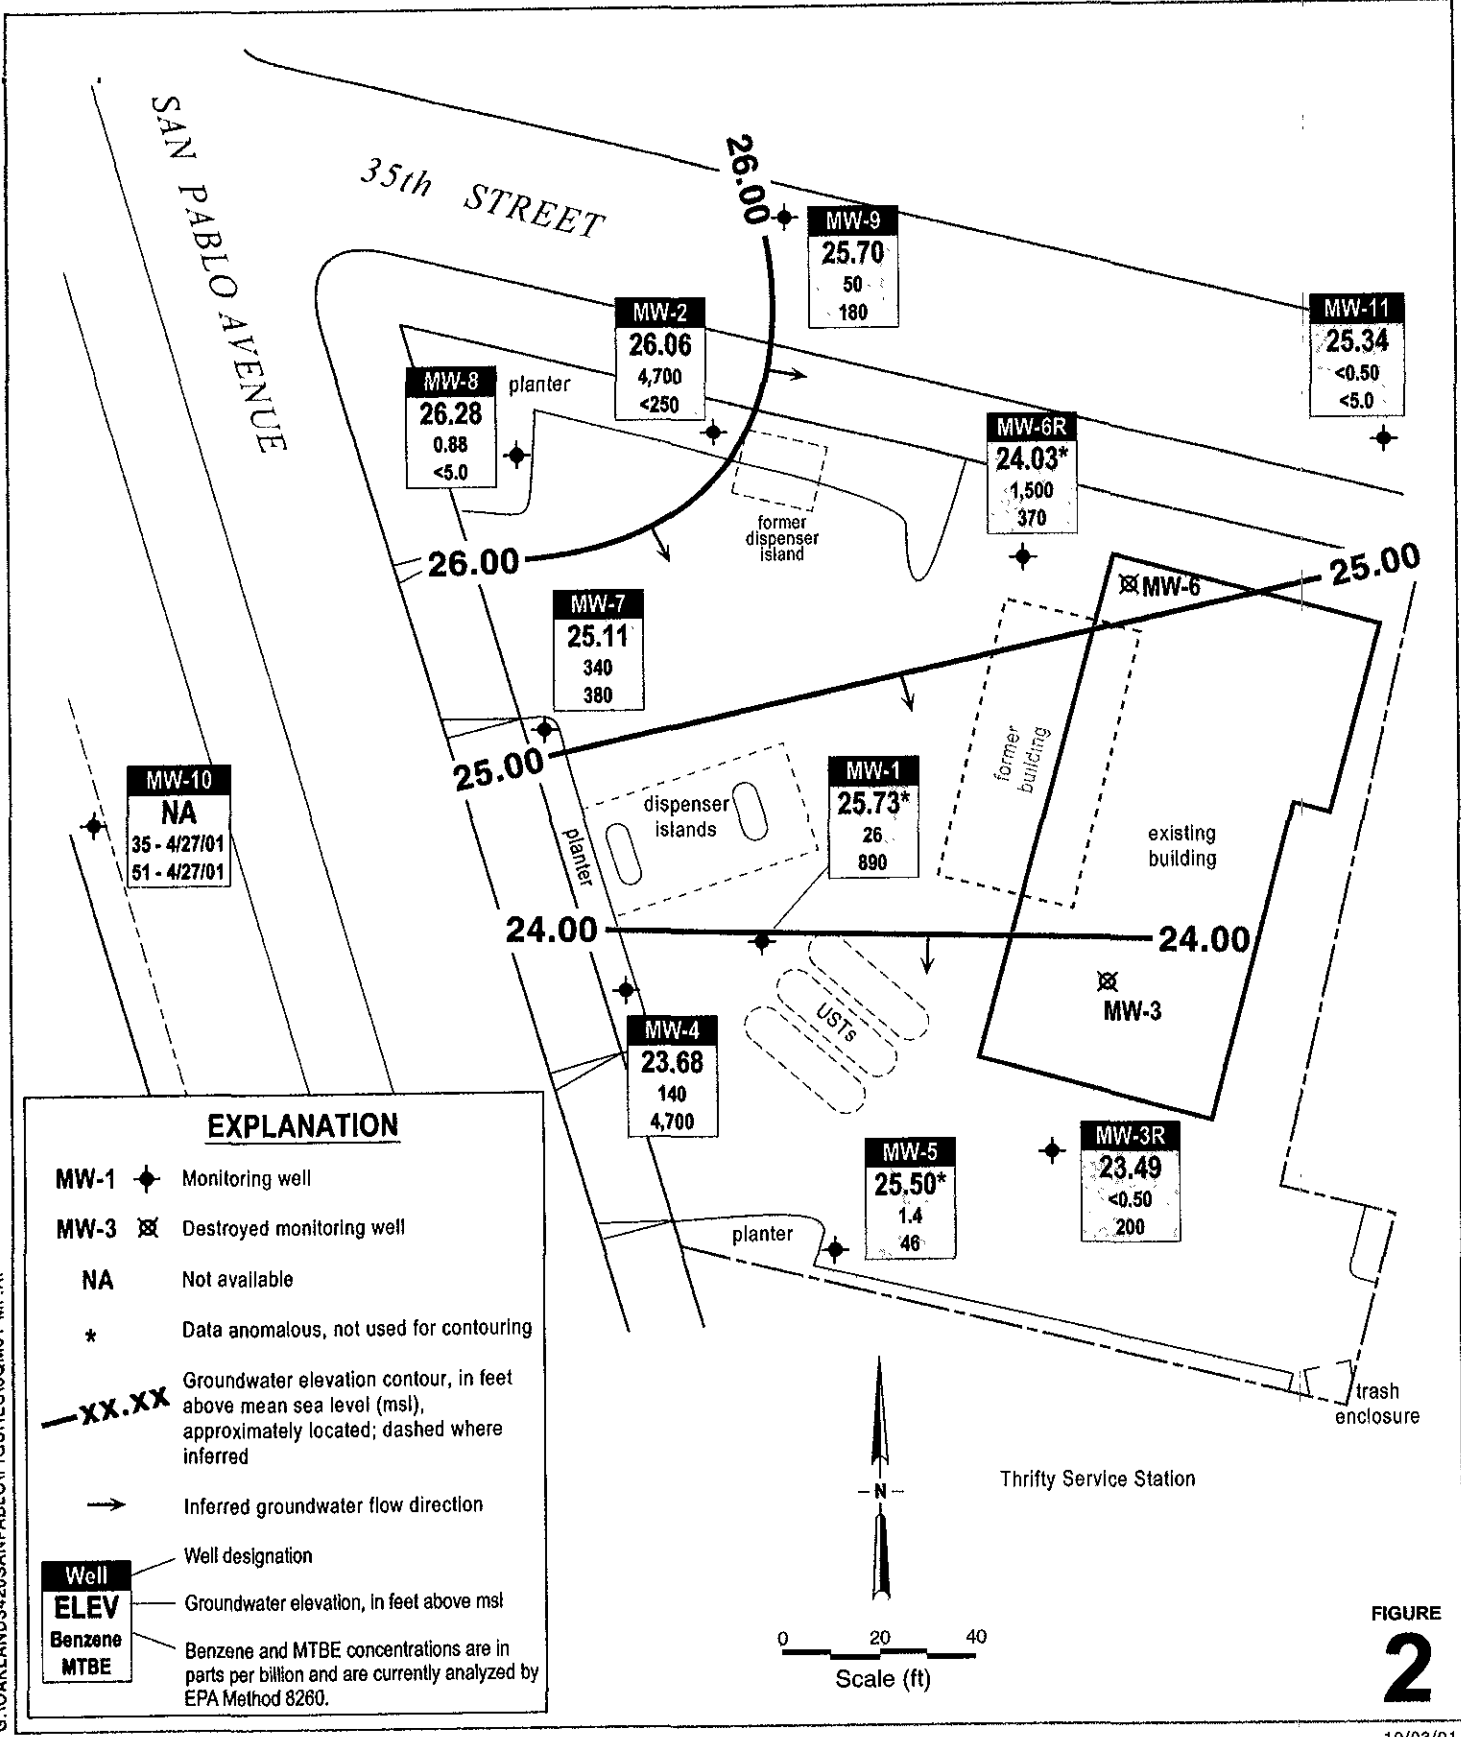 SAN PABLO AVENUE
35th STREET
26.00
MW-9
25.70
50
180
MW-2
26.06
4,700
<250
MW-11
25.34
<0.50
<5.0
MW-8
26.28
0.88
<5.0
planter
MW-6R
24.03*
1,500
370
former
dispenser
island
26.00
25.00
MW-6
MW-7
25.11
340
380
former
building
25.00
MW-10
NA
35 - 4/27/01
51 - 4/27/01
dispenser
islands
MW-1
25.73*
26
890
existing
building
planter
24.00
24.00
USTs
MW-3
MW-4
23.68
140
4,700
MW-5
25.50*
1.4
46
MW-3R
23.49
<0.50
200
planter
trash
enclosure
Thrifty Service Station
N
0 20 40
Scale (ft)
EXPLANATION
MW-1 Monitoring well
MW-3 Destroyed monitoring well
NA Not available
* Data anomalous, not used for contouring
XX.XX Groundwater elevation contour, in feet
above mean sea level (msl),
approximately located; dashed where
inferred
Inferred groundwater flow direction
Well Well designation
ELEV Groundwater elevation, in feet above msl
Benzene
MTBE
Benzene and MTBE concentrations are in
parts per billion and are currently analyzed by
EPA Method 8260.
FIGURE
2